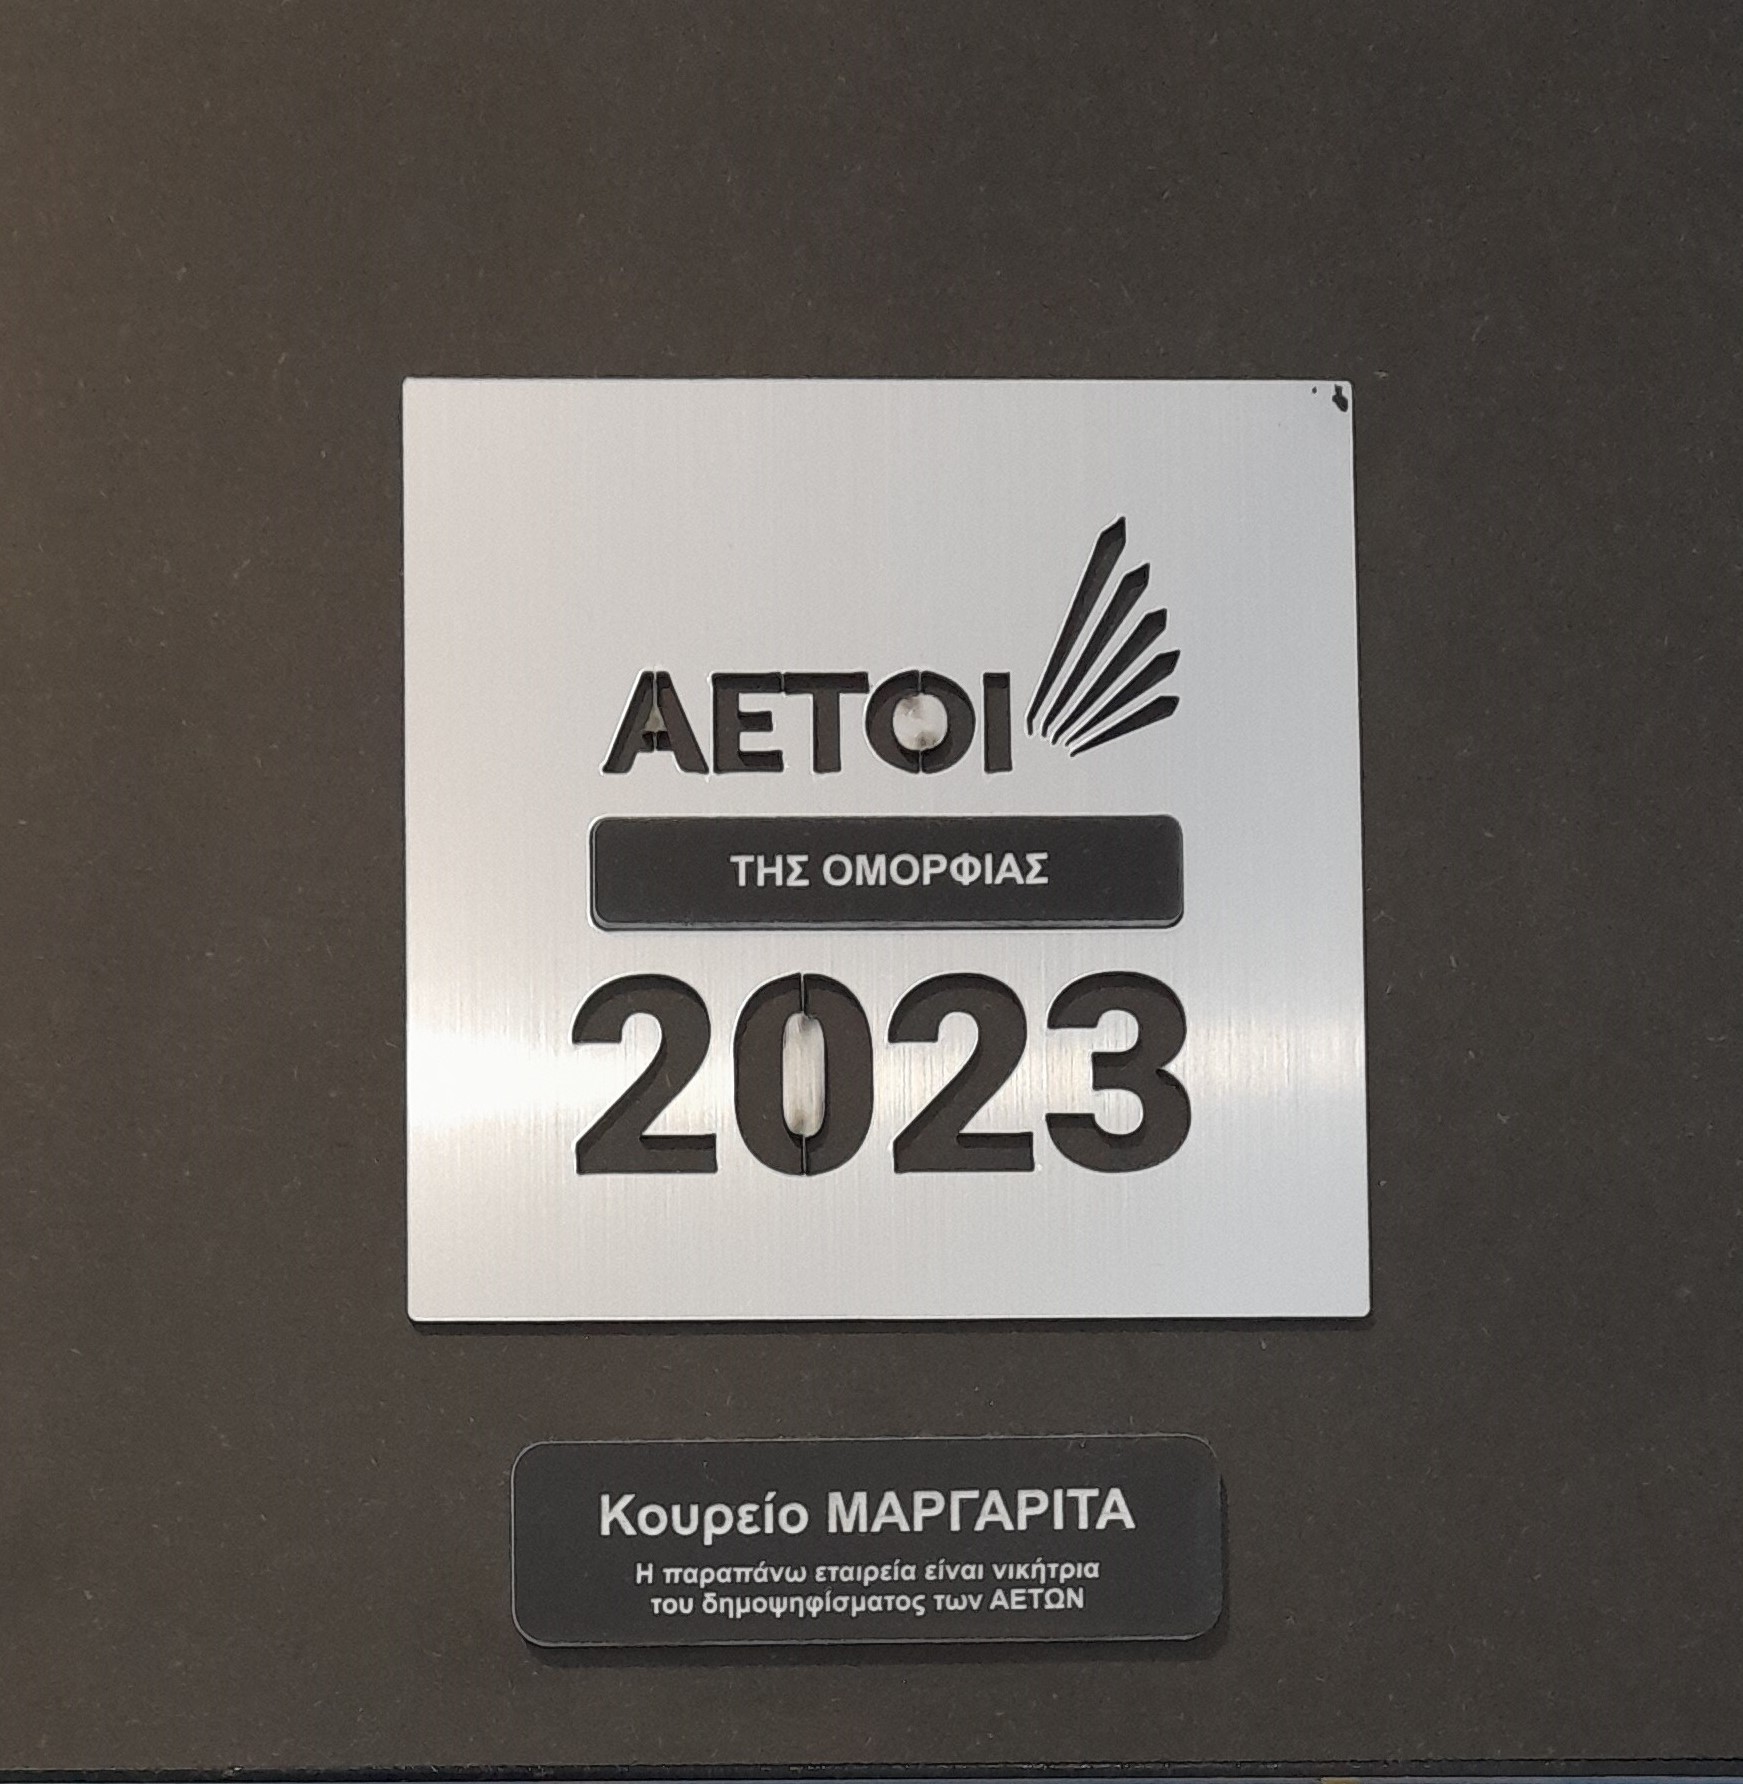 ΑΕΤΟΙ
ΤΗΣ ΟΜΟΡΦΙΑΣ
2023
Κουρείο ΜΑΡΓΑΡΙΤΑ
Η παραπάνω εταιρεία είναι νικήτρια
του δημοψηφίσματος των ΑΕΤΩΝ